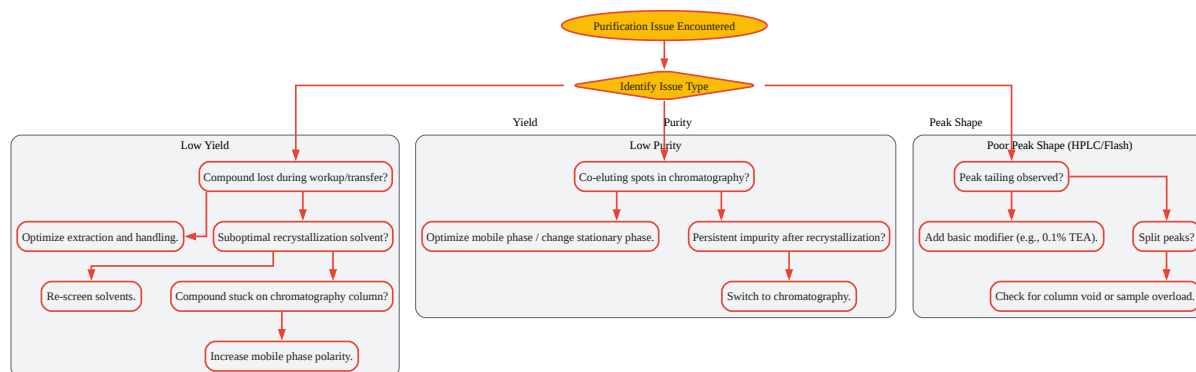 Purification Issue Encountered
Identify Issue Type
Yield
Purity
Peak Shape
Low Yield
Compound lost during workup/transfer?
Optimize extraction and handling.
Suboptimal recrystallization solvent?
Re-screen solvents.
Compound stuck on chromatography column?
Increase mobile phase polarity.
Low Purity
Co-eluting spots in chromatography?
Optimize mobile phase / change stationary phase.
Persistent impurity after recrystallization?
Switch to chromatography.
Poor Peak Shape (HPLC/Flash)
Peak tailing observed?
Add basic modifier (e.g., 0.1% TEA).
Split peaks?
Check for column void or sample overload.